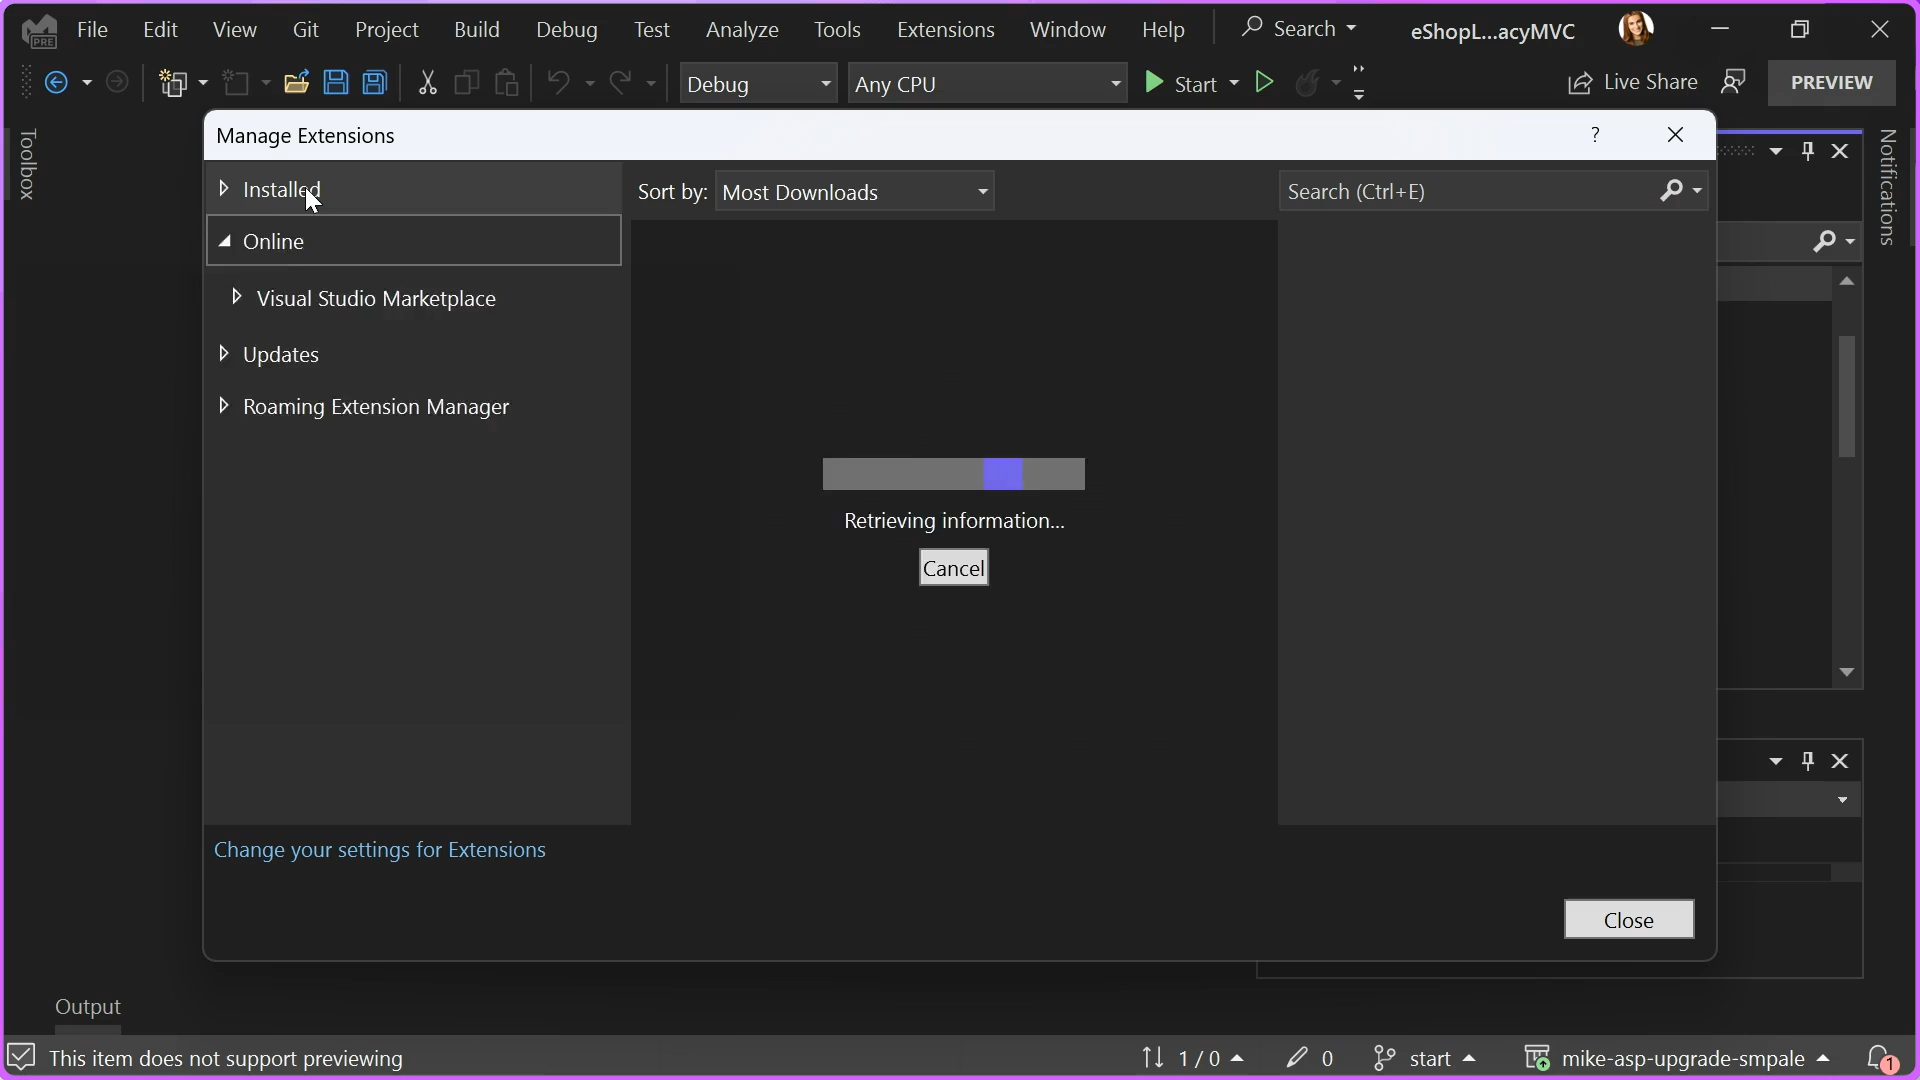 File Edit View Git Project Build Debug Test Analyze Tools Extensions Window Help Search eShopL...acyMVC
PRE
Debug Any CPU Start Live Share PREVIEW
Toolbox
Manage Extensions ?
Notifications
Installed
Sort by: Most Downloads
Search (Ctrl+E)
Online
Visual Studio Marketplace
Updates
Roaming Extension Manager
Retrieving information...
Cancel
Change your settings for Extensions
Close
Output
This item does not support previewing 1 / 0 0 start mike-asp-upgrade-smpale 1